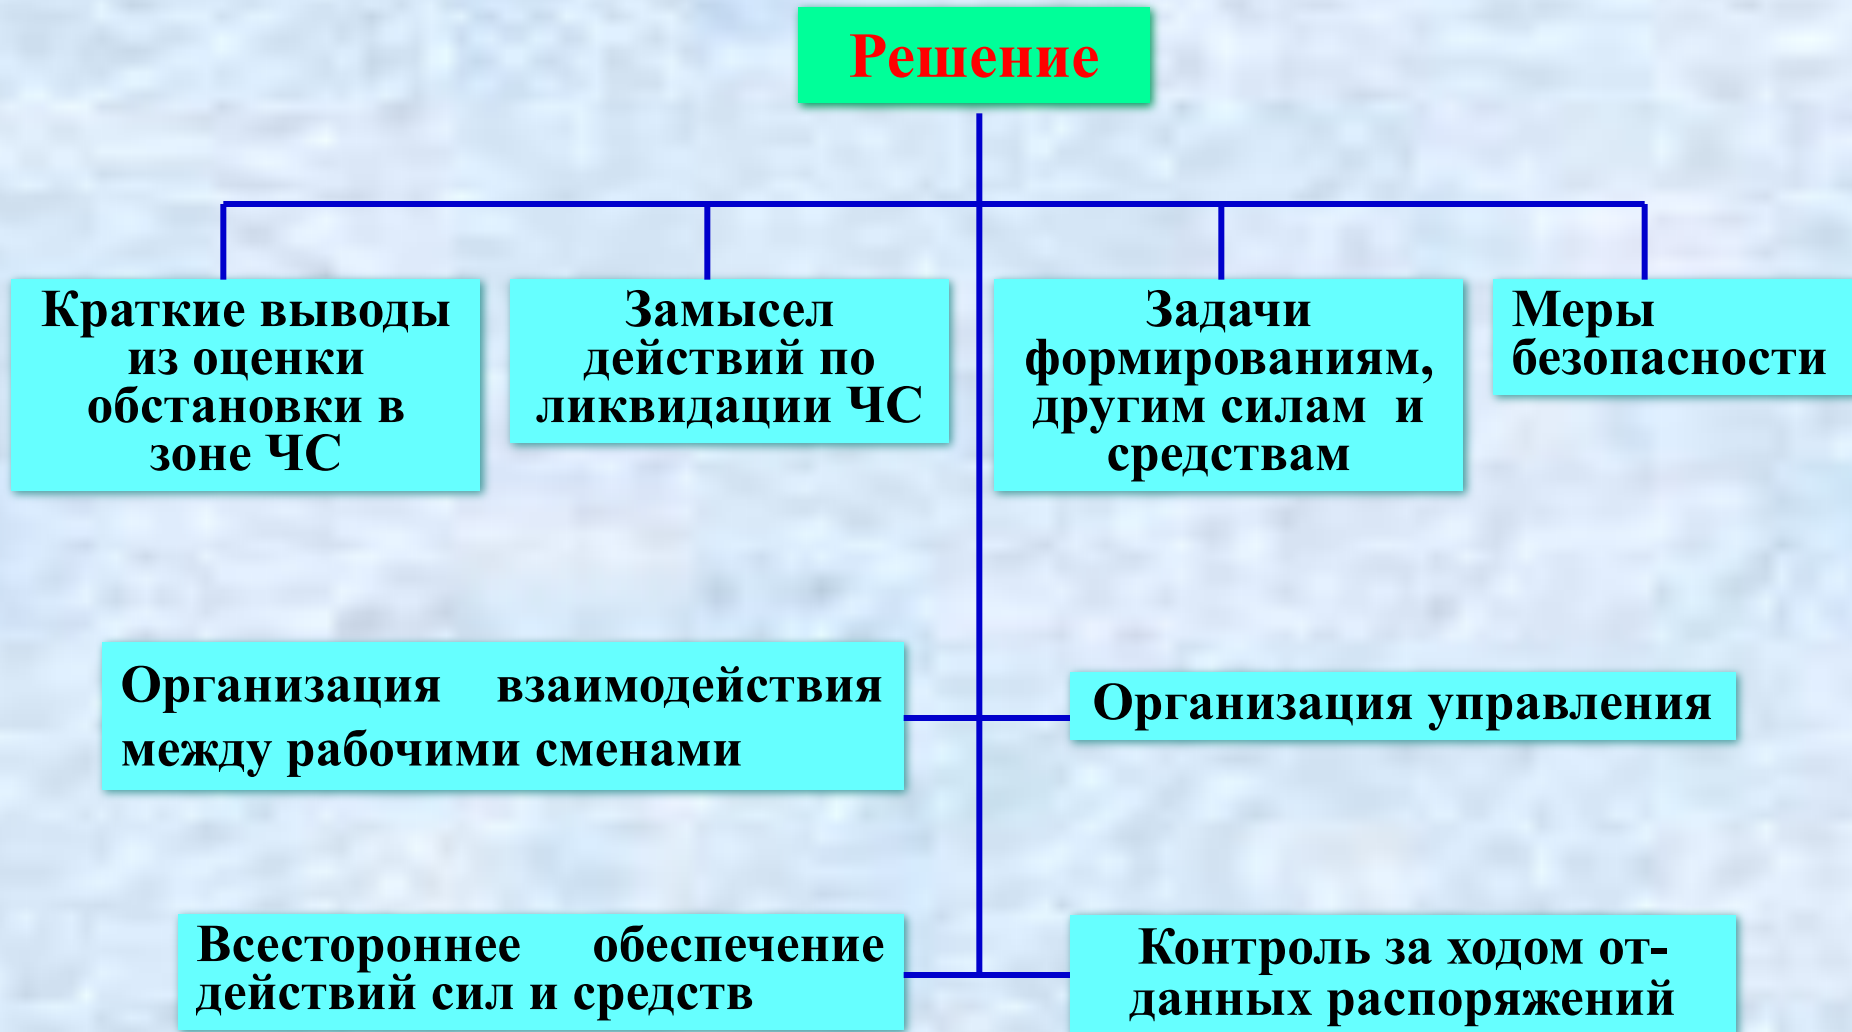 Решение
Краткие выводы
из оценки
обстановки в
зоне ЧС
Замысел
действий по
ликвидации ЧС
Задачи
формированиям,
другим силам и
средствам
Меры
безопасности
Организация взаимодействия
между рабочими сменами
Организация управления
Всестороннее обеспечение
действий сил и средств
Контроль за ходом от-
данных распоряжений